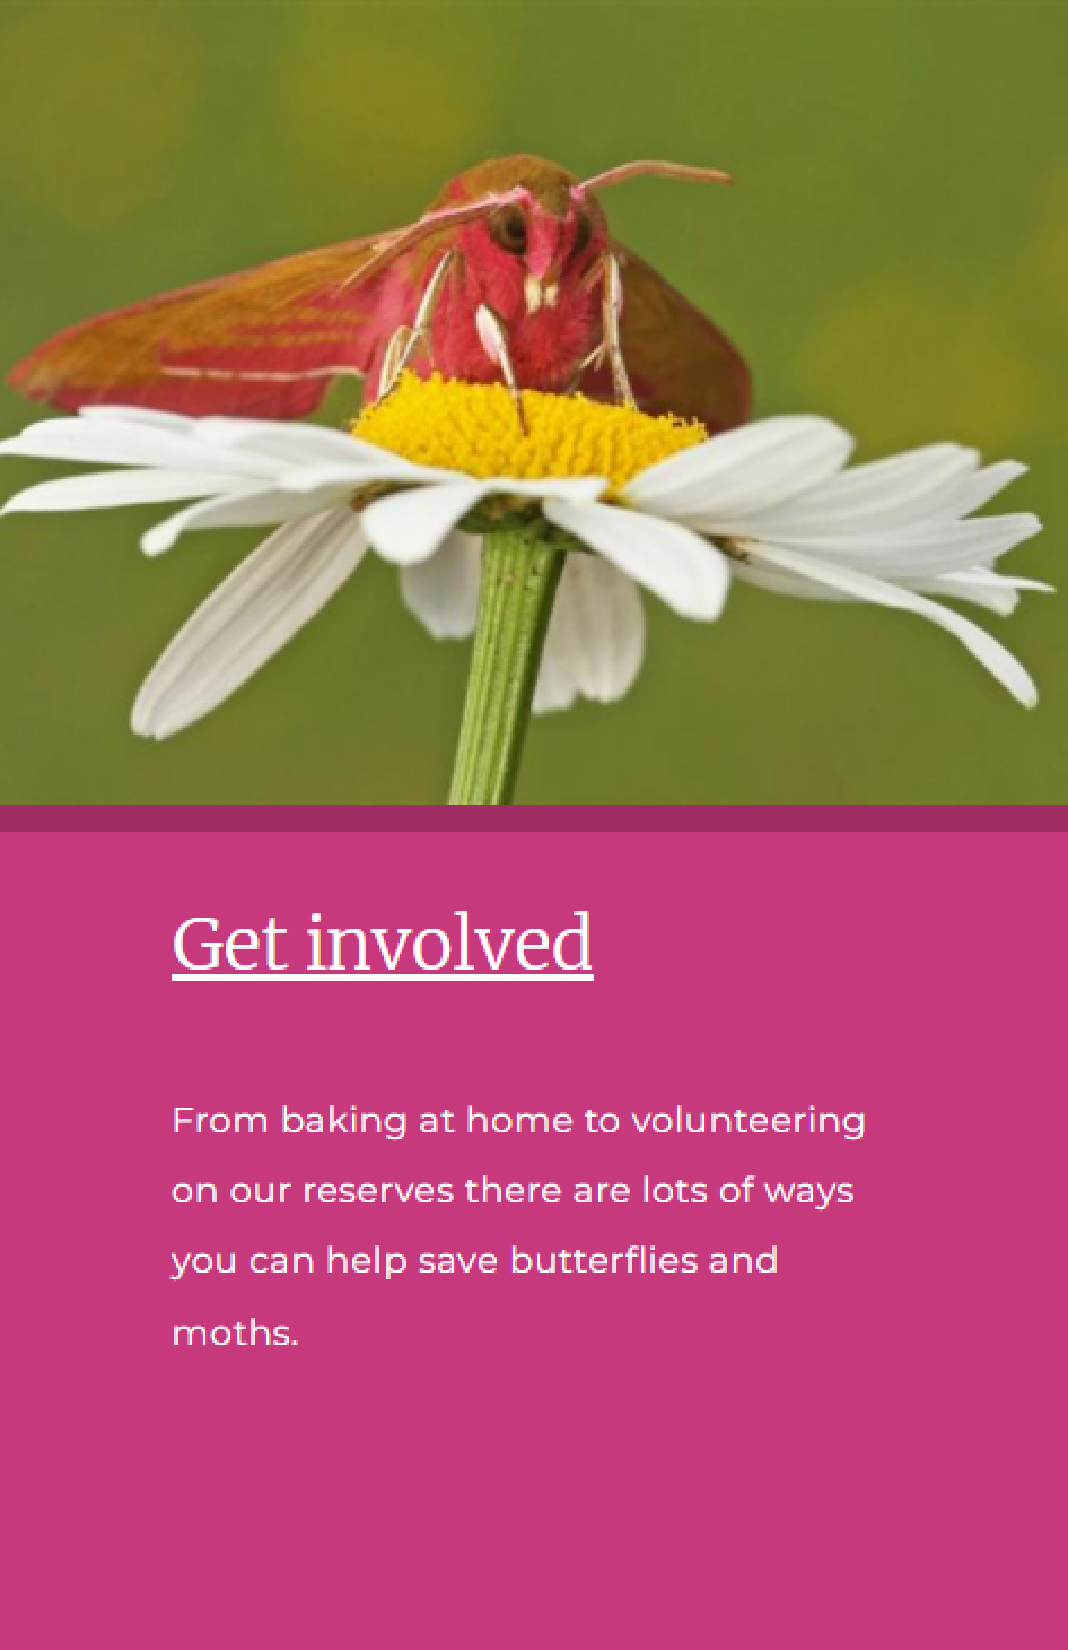 Get involved
From baking at home to volunteering
on our reserves there are lots of ways
you can help save butterflies and
moths.